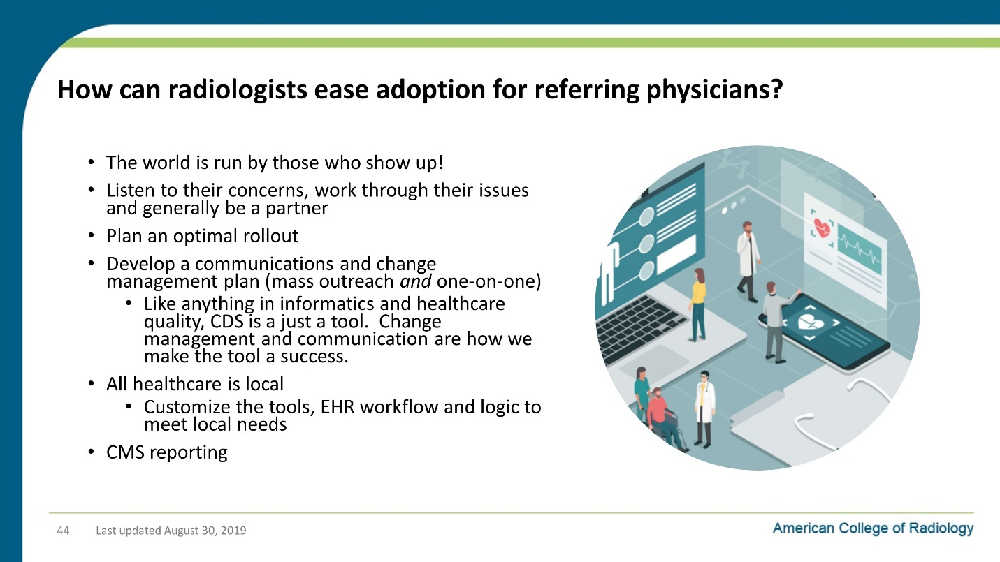 How can radiologists ease adoption for referring physicians?
• The world is run by those who show up!
• Listen to their concerns, work through their issues
and generally be a partner
• Plan an optimal rollout
• Develop a communications and change
management plan (mass outreach and one-on-one)
• Like anything in informatics and healthcare
quality, CDS is a just a tool.  Change
management and communication are how we
make the tool a success.
• All healthcare is local
• Customize the tools, EHR workflow and logic to
meet local needs
• CMS reporting
44 Last updated August 30, 2019
American College of Radiology